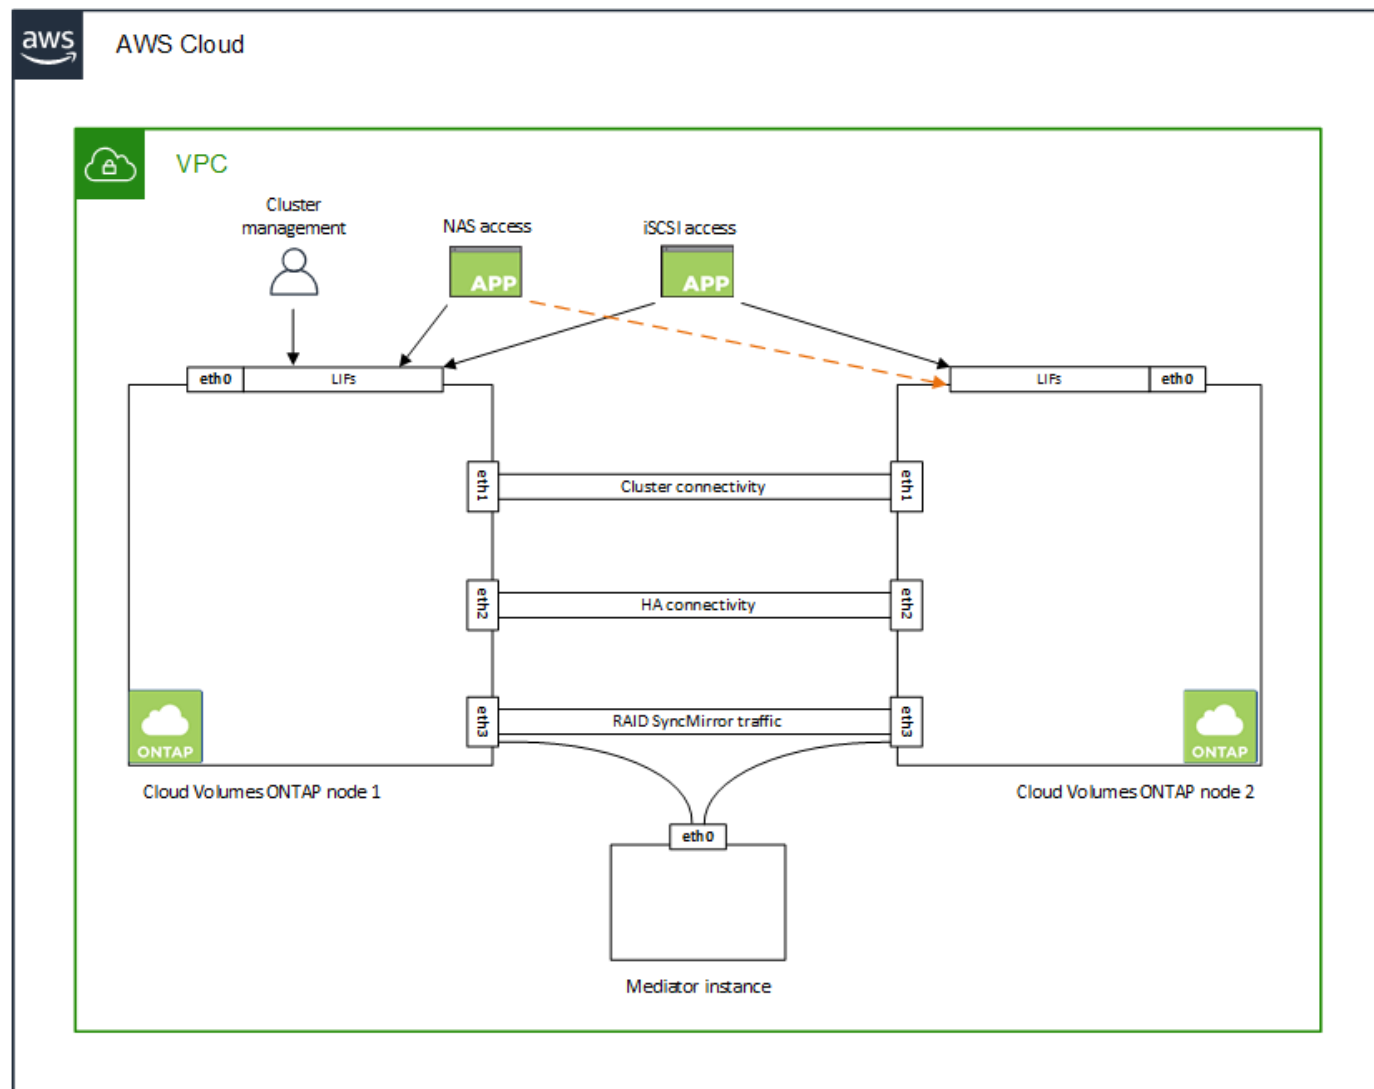 aws
AWS Cloud
VPC
Cluster
management
NAS access
iSCSI access
APP
APP
eth0
LIFs
LIFs
eth0
eth1
Cluster connectivity
eth1
eth2
HA connectivity
eth2
eth3
RAID SyncMirror traffic
eth3
ONTAP
ONTAP
Cloud Volumes ONTAP node 1
Cloud Volumes ONTAP node 2
eth0
Mediator instance